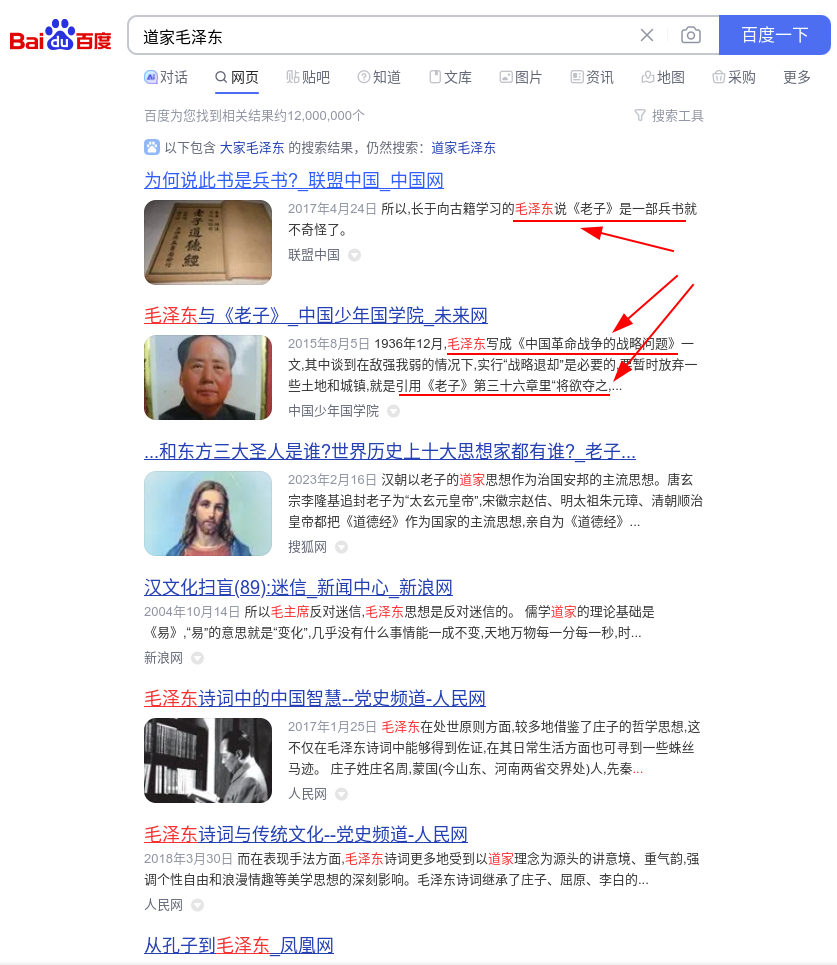 Bai du 百度
道家毛泽东
百度一下
对话 网页 贴吧 知道 文库 图片 资讯 地图 采购 更多
百度为您找到相关结果约12,000,000个 搜索工具
以下包含 大家毛泽东 的搜索结果，仍然搜索：道家毛泽东
为何说此书是兵书?_联盟中国_中国网
2017年4月24日 所以,长于向古籍学习的毛泽东说《老子》是一部兵书就
不奇怪了。
联盟中国
老子道德經
毛泽东与《老子》_中国少年国学院_未来网
2015年8月5日 1936年12月,毛泽东写成《中国革命战争的战略问题》一
文,其中谈到在敌强我弱的情况下,实行“战略退却”是必要的,要暂时放弃一
些土地和城镇,就是引用《老子》第三十六章里“将欲夺之,...
中国少年国学院
...和东方三大圣人是谁?世界历史上十大思想家都有谁?_老子...
2023年2月16日 汉朝以老子的道家思想作为治国安邦的主流思想。唐玄
宗李隆基追封老子为“太玄元皇帝”,宋徽宗赵佶、明太祖朱元璋、清朝顺治
皇帝都把《道德经》作为国家的主流思想,亲自为《道德经》...
搜狐网
汉文化扫盲(89):迷信_新闻中心_新浪网
2004年10月14日 所以毛主席反对迷信,毛泽东思想是反对迷信的。 儒学道家的理论基础是
《易》,“易”的意思就是“变化”,几乎没有什么事情能一成不变,天地万物每一分每一秒,时...
新浪网
毛泽东诗词中的中国智慧--党史频道-人民网
2017年1月25日 毛泽东在处世原则方面,较多地借鉴了庄子的哲学思想,这
不仅在毛泽东诗词中能够得到佐证,在其日常生活方面也可寻到一些蛛丝
马迹。 庄子姓庄名周,蒙国(今山东、河南两省交界处)人,先秦...
人民网
毛泽东诗词与传统文化--党史频道-人民网
2018年3月30日 而在表现手法方面,毛泽东诗词更多地受到以道家理念为源头的讲意境、重气韵,强
调个性自由和浪漫情趣等美学思想的深刻影响。毛泽东诗词继承了庄子、屈原、李白的...
人民网
从孔子到毛泽东_凤凰网